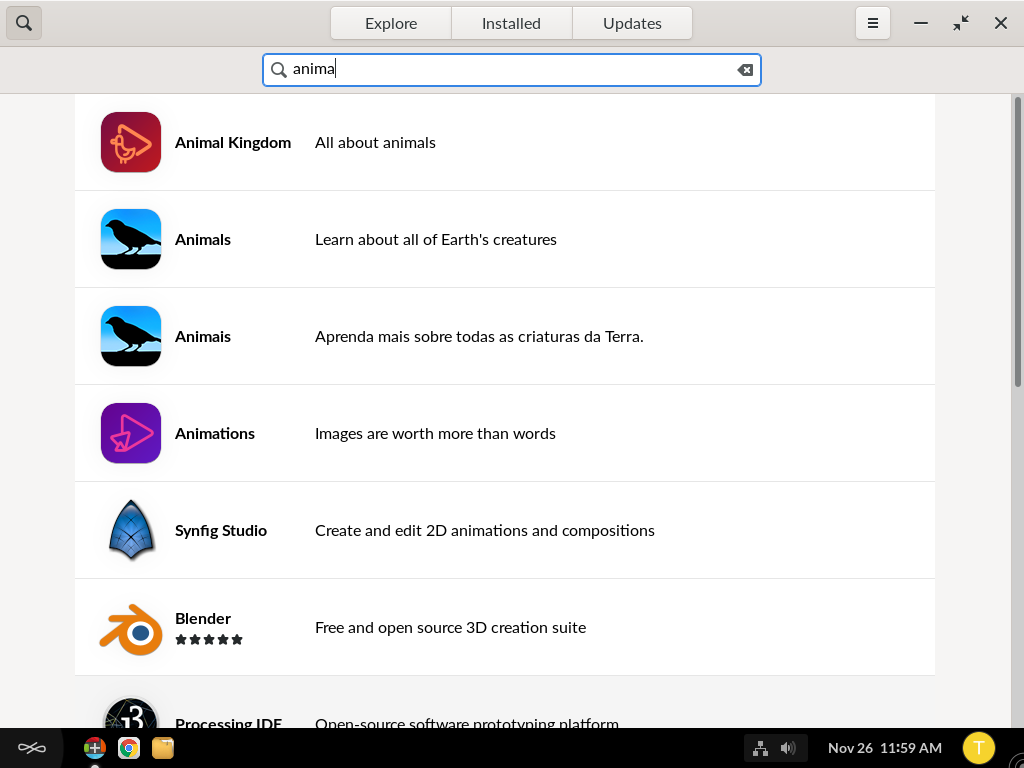 Explore Installed Updates
anima
Animal Kingdom All about animals
Animals Learn about all of Earth's creatures
Animais Aprenda mais sobre todas as criaturas da Terra.
Animations Images are worth more than words
Synfig Studio Create and edit 2D animations and compositions
Blender Free and open source 3D creation suite
Processing IDE Open-source software prototyping platform
Nov 26 11:59 AM T